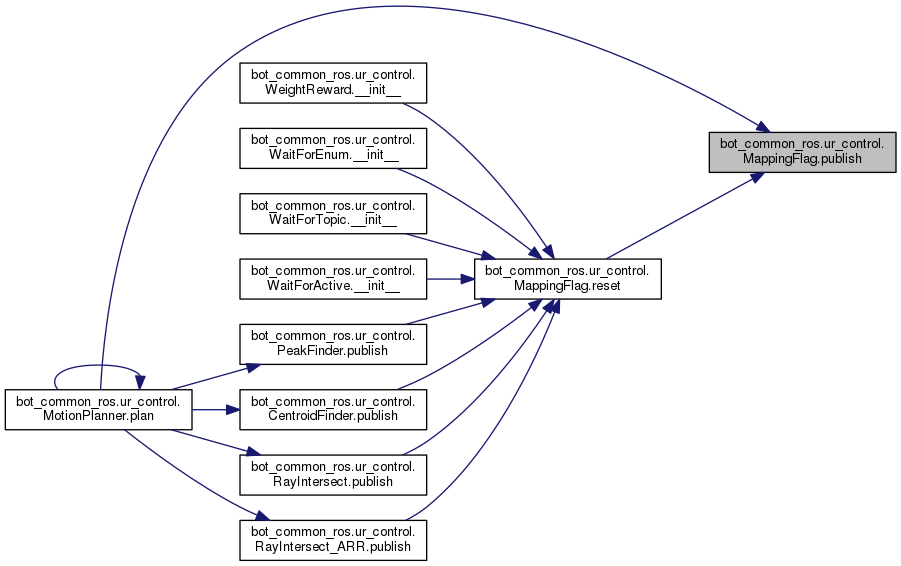 bot_common_ros.ur_control.
WeightReward.__init__
bot_common_ros.ur_control.
WaitForEnum.__init__
bot_common_ros.ur_control.
WaitForTopic.__init__
bot_common_ros.ur_control.
WaitForActive.__init__
bot_common_ros.ur_control.
PeakFinder.publish
bot_common_ros.ur_control.
MotionPlanner.plan
bot_common_ros.ur_control.
CentroidFinder.publish
bot_common_ros.ur_control.
RayIntersect.publish
bot_common_ros.ur_control.
RayIntersect_ARR.publish
bot_common_ros.ur_control.
MappingFlag.reset
bot_common_ros.ur_control.
MappingFlag.publish